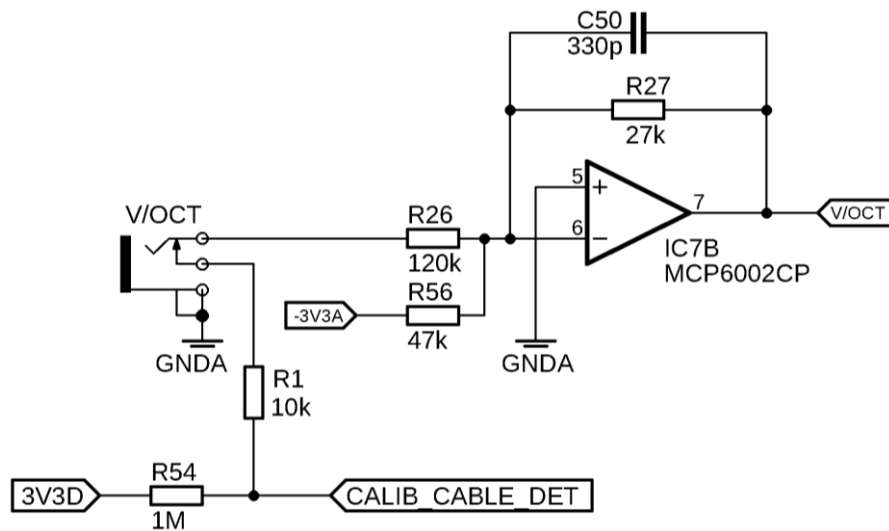 C50
330p
R27
27k
V/OCT
R26
120k
5
+
6
−
7
V/OCT
IC7B
MCP6002CP
R56
-3V3A
47k
GNDA
GNDA
R1
10k
R54
3V3D
CALIB_CABLE_DET
1M